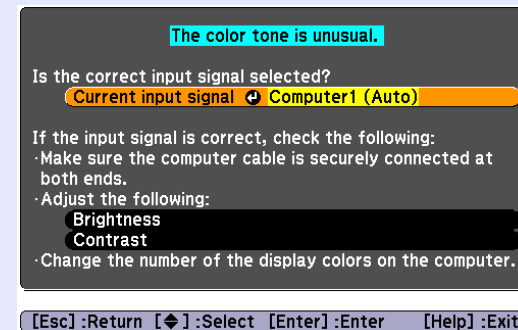 The color tone is unusual.
Is the correct input signal selected?
Current input signal Computer1 (Auto)
If the input signal is correct, check the following:
·Make sure the computer cable is securely connected at
both ends.
·Adjust the following:
Brightness
Contrast
·Change the number of the display colors on the computer.
[Esc] :Return [◆] :Select [Enter] :Enter [Help] :Exit